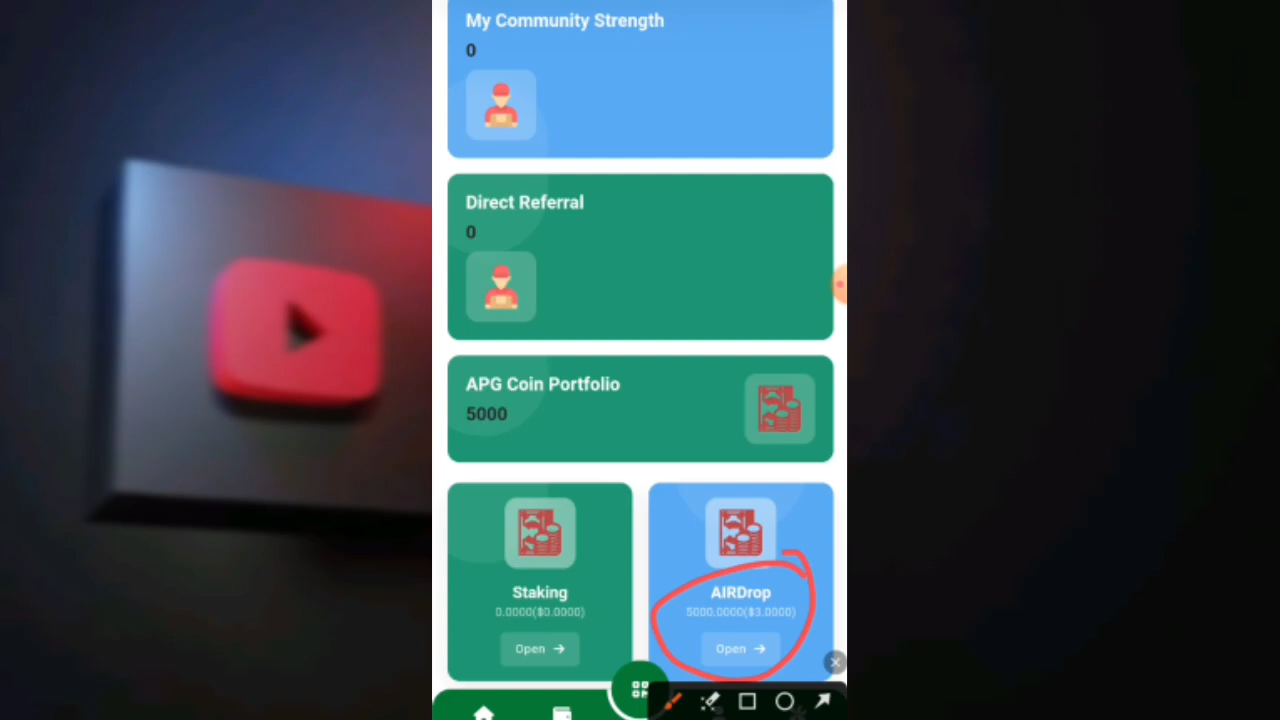 My Community Strength
0
Direct Referral
0
APG Coin Portfolio
5000
Staking
0.0000($0.0000)
Open
AIRDrop
5000.0000($3.0000)
Open